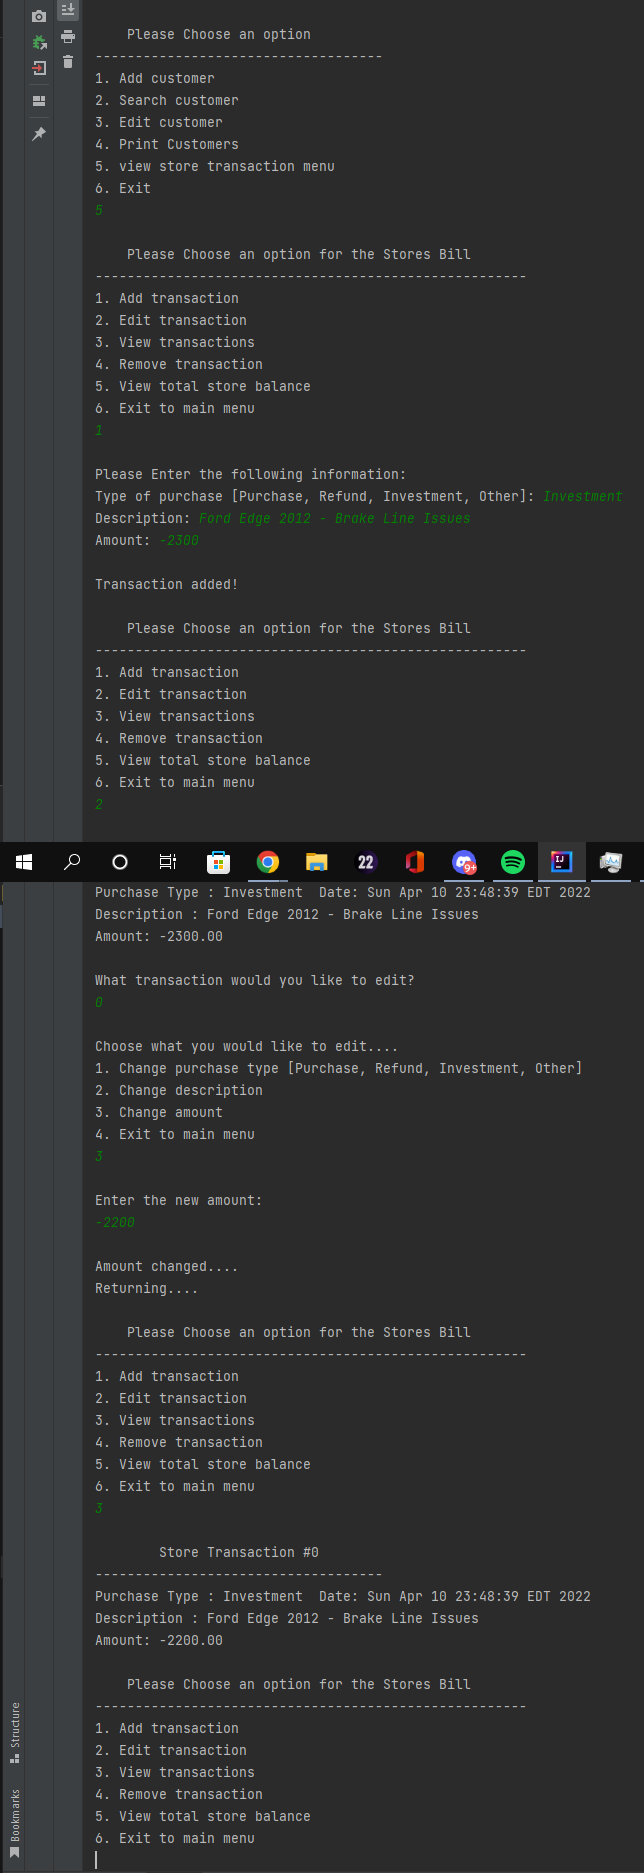 Please Choose an option
------------------------------------
1. Add customer
2. Search customer
3. Edit customer
4. Print Customers
5. view store transaction menu
6. Exit
5
Please Choose an option for the Stores Bill
------------------------------------------------------
1. Add transaction
2. Edit transaction
3. View transactions
4. Remove transaction
5. View total store balance
6. Exit to main menu
1
Please Enter the following information:
Type of purchase [Purchase, Refund, Investment, Other]: Investment
Description: Ford Edge 2012 - Brake Line Issues
Amount: -2300
Transaction added!
Please Choose an option for the Stores Bill
------------------------------------------------------
1. Add transaction
2. Edit transaction
3. View transactions
4. Remove transaction
5. View total store balance
6. Exit to main menu
2
22
9+
IJ
Purchase Type : Investment  Date: Sun Apr 10 23:48:39 EDT 2022
Description : Ford Edge 2012 - Brake Line Issues
Amount: -2300.00
What transaction would you like to edit?
0
Choose what you would like to edit....
1. Change purchase type [Purchase, Refund, Investment, Other]
2. Change description
3. Change amount
4. Exit to main menu
3
Enter the new amount:
-2200
Amount changed....
Returning....
Please Choose an option for the Stores Bill
------------------------------------------------------
1. Add transaction
2. Edit transaction
3. View transactions
4. Remove transaction
5. View total store balance
6. Exit to main menu
3
Store Transaction #0
------------------------------------
Purchase Type : Investment  Date: Sun Apr 10 23:48:39 EDT 2022
Description : Ford Edge 2012 - Brake Line Issues
Amount: -2200.00
Please Choose an option for the Stores Bill
------------------------------------------------------
1. Add transaction
2. Edit transaction
3. View transactions
4. Remove transaction
5. View total store balance
6. Exit to main menu
Structure
Bookmarks